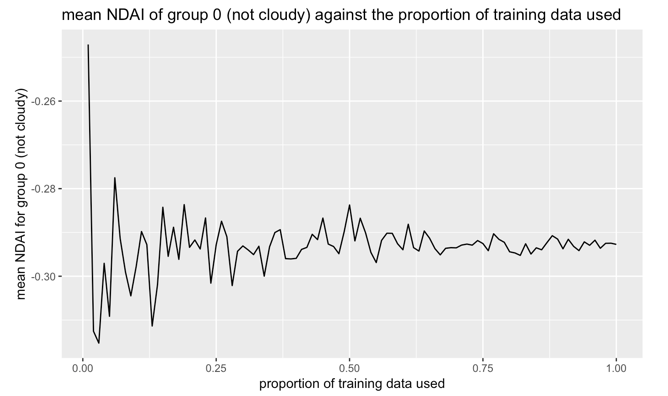 mean NDAI of group 0 (not cloudy) against the proportion of training data used
mean NDAI for group 0 (not cloudy)
-0.26
-0.28
-0.30
0.00 0.25 0.50 0.75 1.00
proportion of training data used